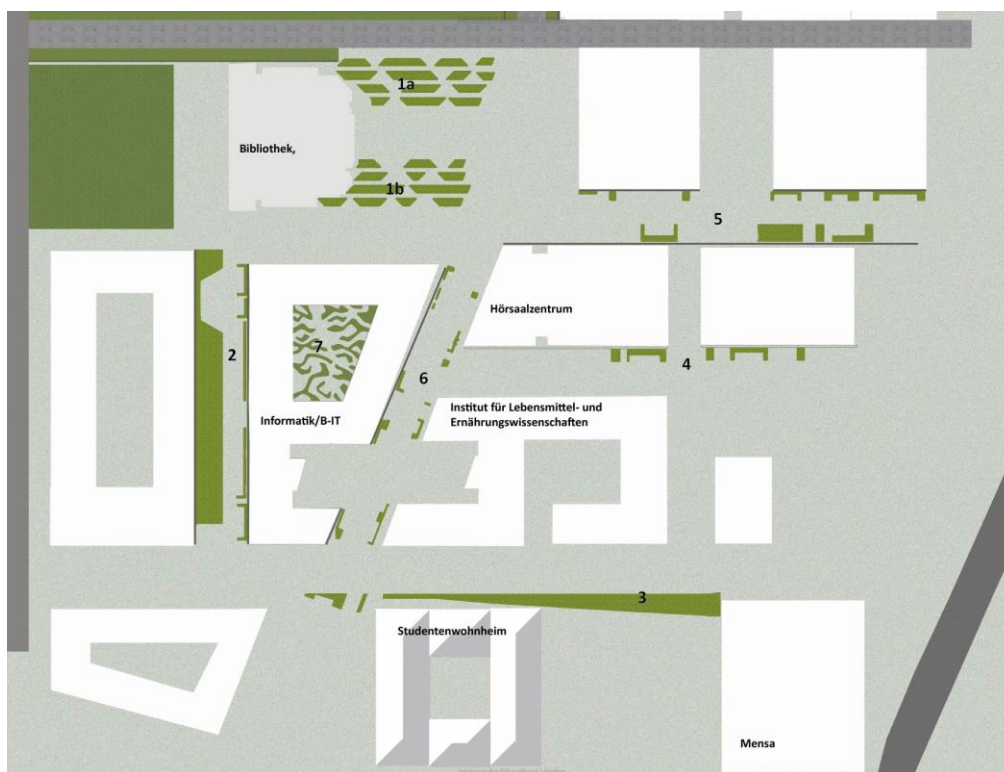 1a
Bibliothek,
1b
5
Hörsaalzentrum
2
7
4
6
Institut für Lebensmittel- und
Ernährungswissenschaften
Informatik/B-IT
3
Studentenwohnheim
Mensa